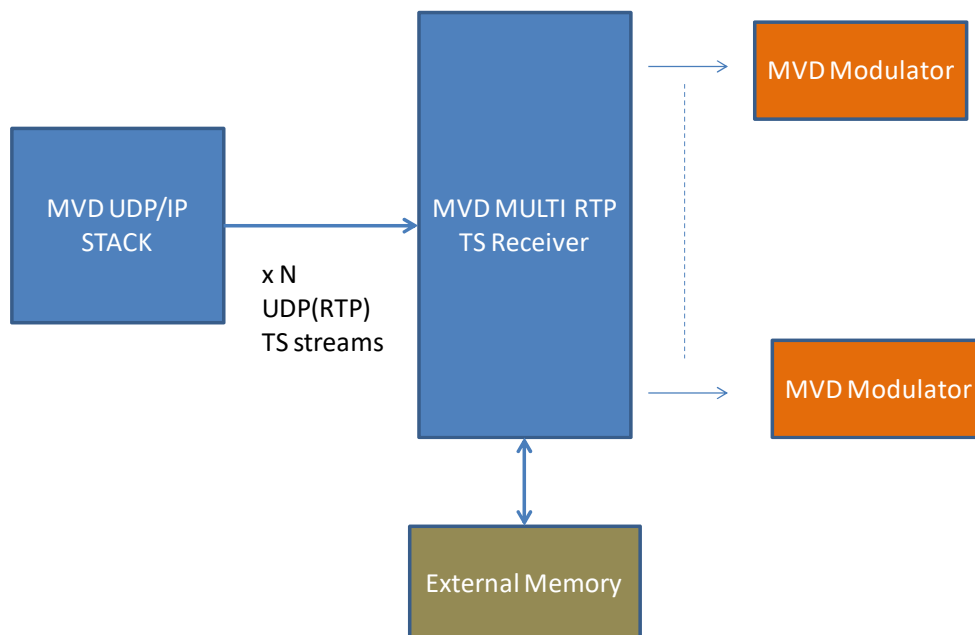 MVD UDP/IP
STACK
x N
UDP(RTP)
TS streams
MVD MULTI RTP
TS Receiver
MVD Modulator
MVD Modulator
External Memory